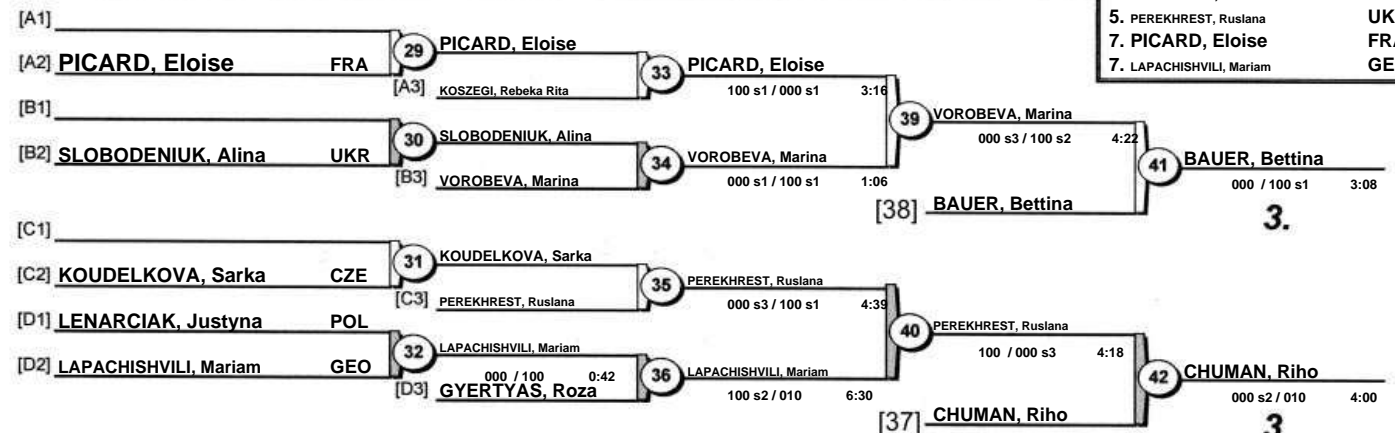 [A1]
[A2] PICARD, Eloise FRA
29
PICARD, Eloise
[A3] KOSZEGI, Rebeka Rita
33
PICARD, Eloise
100 s1 / 000 s1 3:16
[B1]
[B2] SLOBODENIUK, Alina UKR
30
SLOBODENIUK, Alina
[B3] VOROBEVA, Marina
34
VOROBEVA, Marina
000 s1 / 100 s1 1:06
39
VOROBEVA, Marina
000 s3 / 100 s2 4:22
[38] BAUER, Bettina
41
BAUER, Bettina
000 / 100 s1 3:08
3.
[C1]
[C2] KOUDELKOVA, Sarka CZE
31
KOUDELKOVA, Sarka
[C3] PEREKHREST, Ruslana
35
PEREKHREST, Ruslana
000 s3 / 100 s1 4:39
[D1] LENARCIAK, Justyna POL
[D2] LAPACHISHVILI, Mariam GEO
32
LAPACHISHVILI, Mariam
000 / 100 0:42
[D3] GYERTYAS, Roza
36
LAPACHISHVILI, Mariam
100 s2 / 010 6:30
40
PEREKHREST, Ruslana
100 / 000 s3 4:18
[37] CHUMAN, Riho
42
CHUMAN, Riho
000 s2 / 010 4:00
3
5. PEREKHREST, Ruslana UK
7. PICARD, Eloise FRA
7. LAPACHISHVILI, Mariam GE